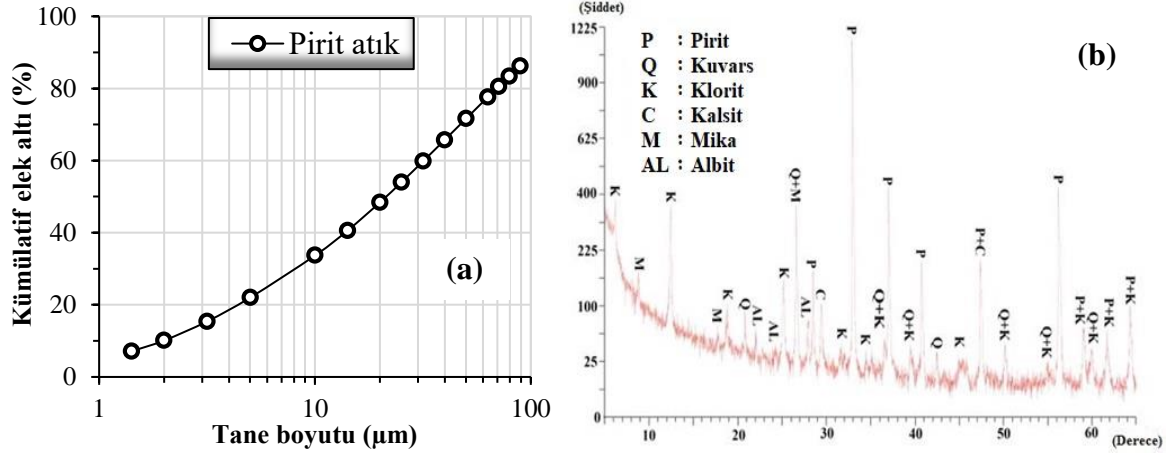 100
80
60
40
20
0
Kümülatif elek altı (%)
Pirit atık
(a)
1
10
100
Tane boyutu (µm)
(Şiddet)
1225
900
625
400
225
100
25
0
P : Pirit
Q : Kuvars
K : Klorit
C : Kalsit
M : Mika
AL : Albit
(b)
K
M
K
M
K
Q
AL
AL
K
Q+M
AL
P
C
K
P
K
Q+K
P
Q+K
P
Q
K
P+C
Q+K
Q+K
P
P+K
Q+K
P+K
P+K
10
20
30
40
50
60
(Derece)